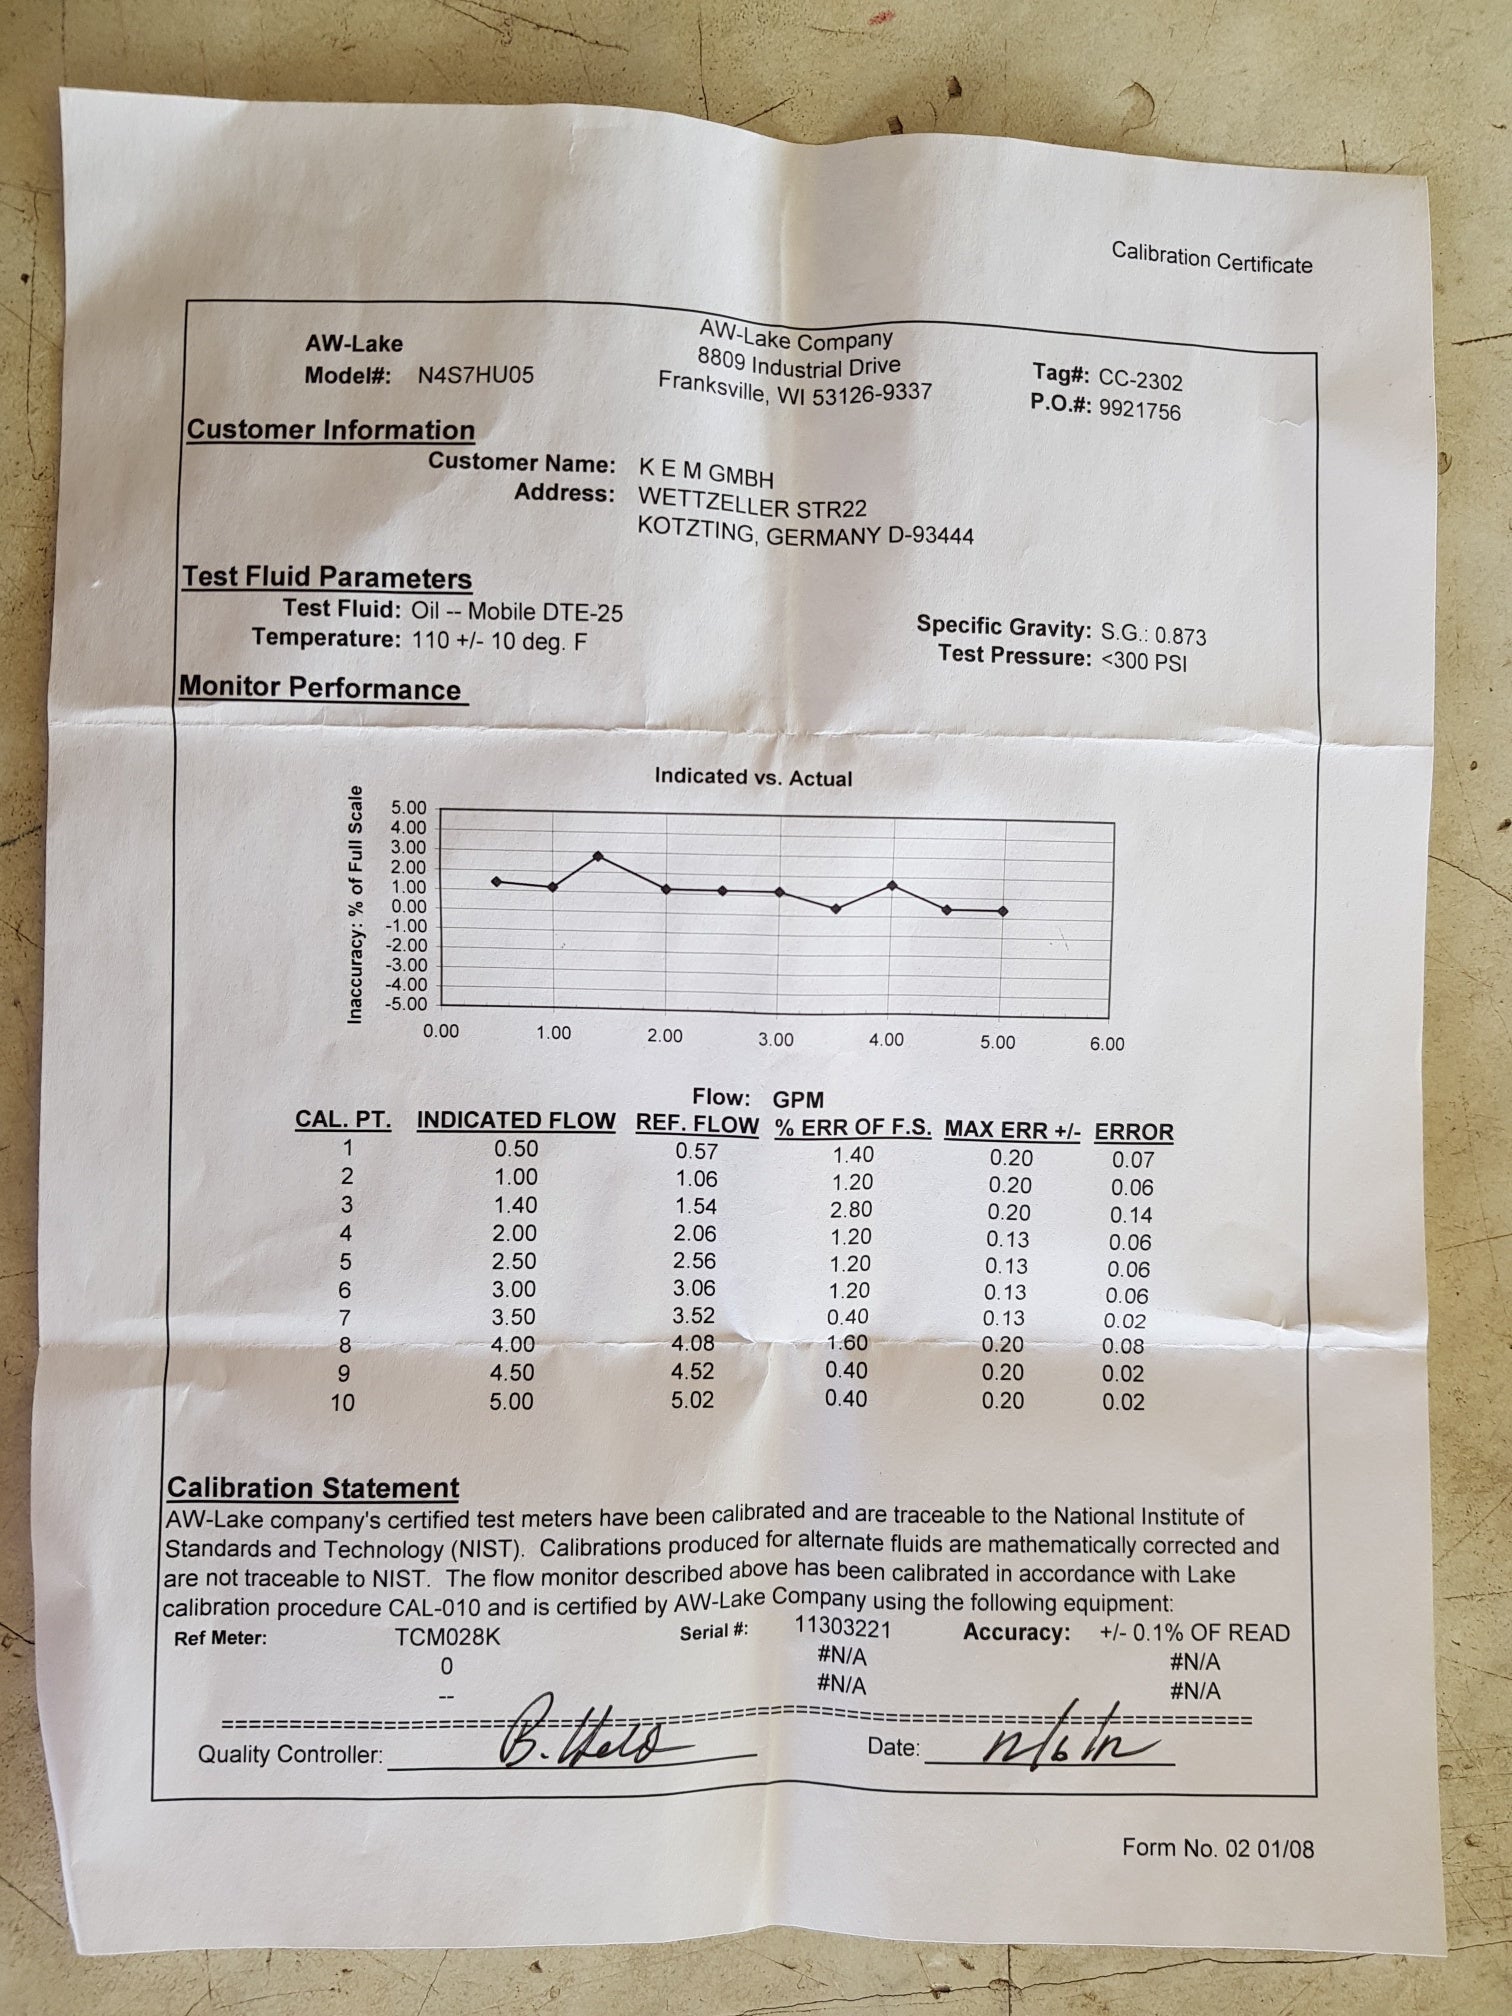 Calibration Certificate
AW-Lake
Model#: N4S7HU05
AW-Lake Company
8809 Industrial Drive
Franksville, WI 53126-9337
Tag#: CC-2302
P.O.#: 9921756
Customer Information
Customer Name: K E M GMBH
Address: WETTZELLER STR22
KOTZTING, GERMANY D-93444
Test Fluid Parameters
Test Fluid: Oil -- Mobile DTE-25
Temperature: 110 +/- 10 deg. F
Specific Gravity: S.G.: 0.873
Test Pressure: <300 PSI
Monitor Performance
Indicated vs. Actual
Inaccuracy: % of Full Scale
5.00
4.00
3.00
2.00
1.00
0.00
-1.00
-2.00
-3.00
-4.00
-5.00
0.00 1.00 2.00 3.00 4.00 5.00 6.00
Flow: GPM
CAL. PT. INDICATED FLOW REF. FLOW % ERR OF F.S. MAX ERR +/- ERROR
1 0.50 0.57 1.40 0.20 0.07
2 1.00 1.06 1.20 0.20 0.06
3 1.40 1.54 2.80 0.20 0.14
4 2.00 2.06 1.20 0.13 0.06
5 2.50 2.56 1.20 0.13 0.06
6 3.00 3.06 1.20 0.13 0.06
7 3.50 3.52 0.40 0.13 0.02
8 4.00 4.08 1.60 0.20 0.08
9 4.50 4.52 0.40 0.20 0.02
10 5.00 5.02 0.40 0.20 0.02
Calibration Statement
AW-Lake company's certified test meters have been calibrated and are traceable to the National Institute of
Standards and Technology (NIST). Calibrations produced for alternate fluids are mathematically corrected and
are not traceable to NIST. The flow monitor described above has been calibrated in accordance with Lake
calibration procedure CAL-010 and is certified by AW-Lake Company using the following equipment:
Ref Meter: TCM028K Serial #: 11303221 Accuracy: +/- 0.1% OF READ
0 #N/A #N/A
-- #N/A #N/A
Quality Controller: B. Held Date:
Form No. 02 01/08